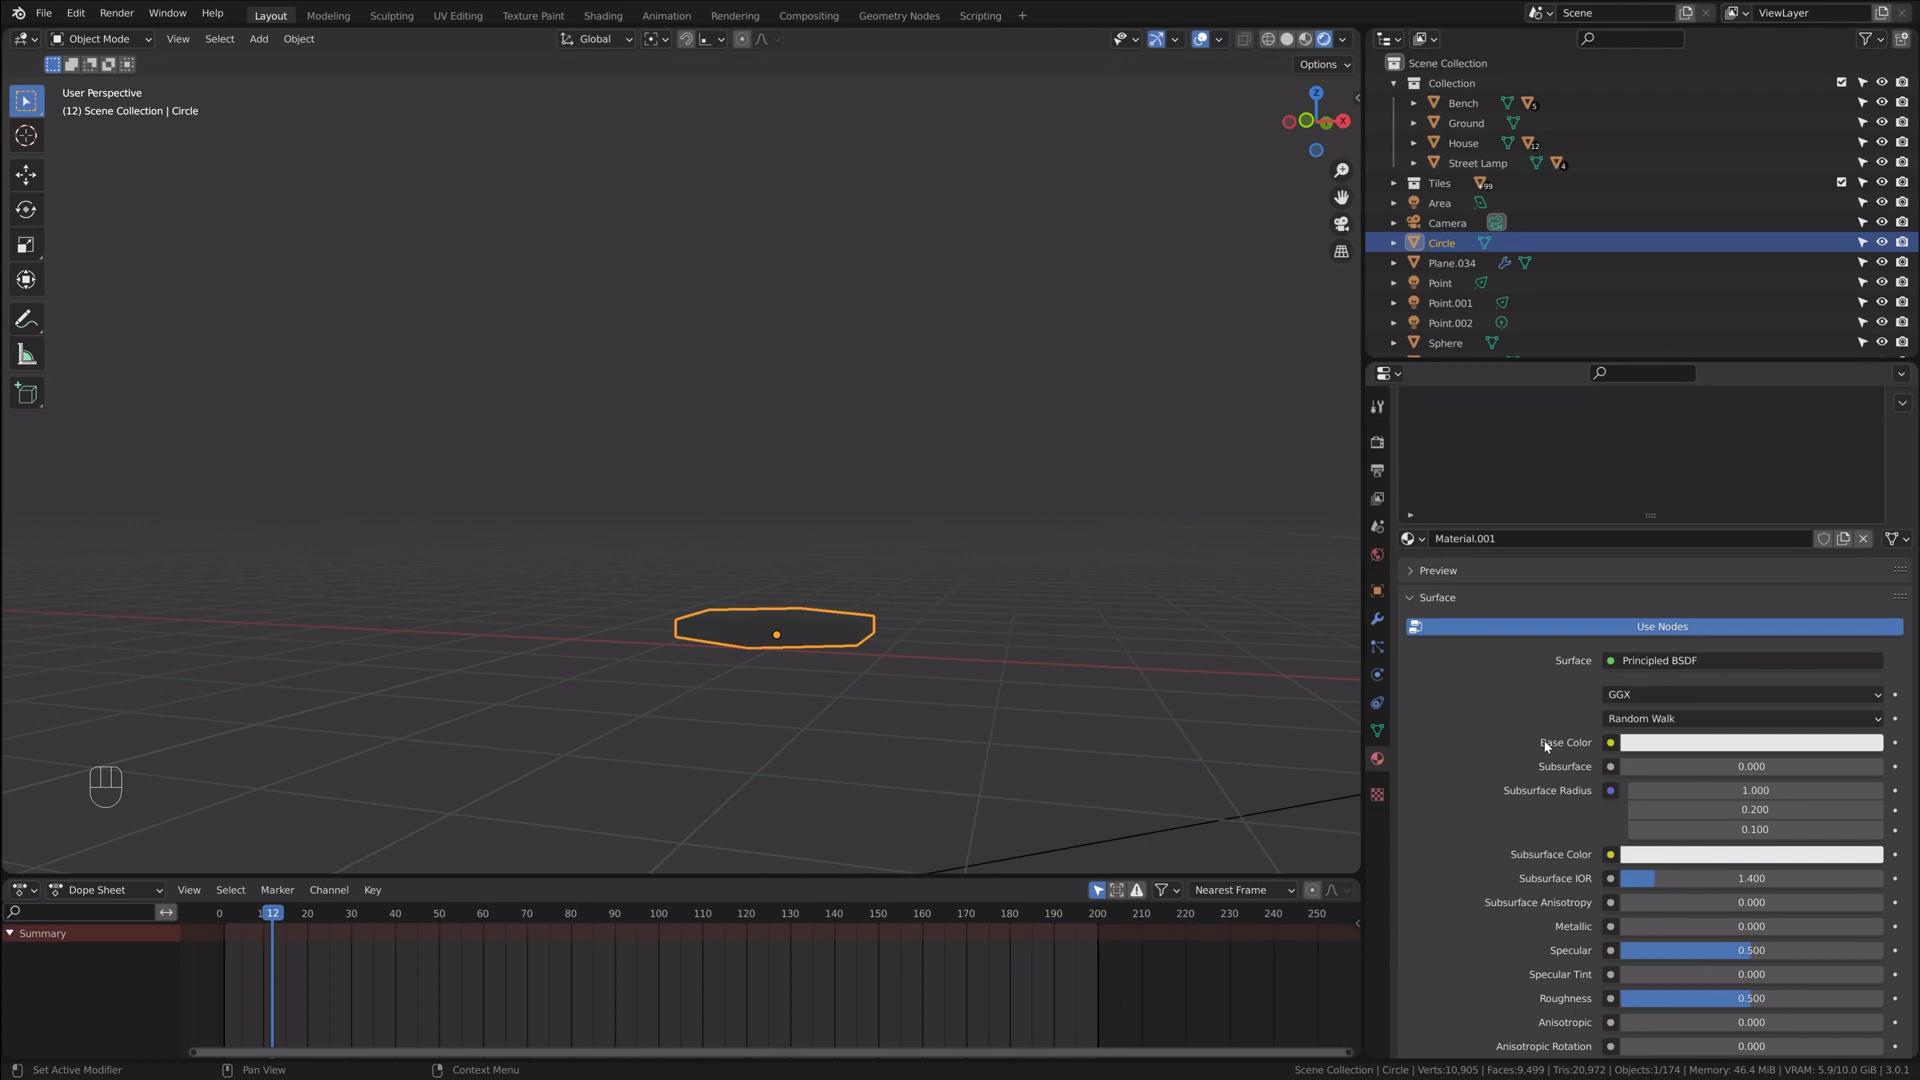 File Edit Render Window Help Layout Modeling Sculpting UV Editing Texture Paint Shading Animation Rendering Compositing Geometry Nodes Scripting + Scene ViewLayer
Object Mode View Select Add Object Global
Options
User Perspective
(12) Scene Collection | Circle
Z
X
Scene Collection
Collection
Bench 5
Ground
House 12
Street Lamp 4
Tiles 99
Area
Camera
Circle
Plane.034
Point
Point.001
Point.002
Sphere
Material.001
Preview
Surface
Use Nodes
Surface Principled BSDF
GGX
Random Walk
Base Color
Subsurface 0.000
Subsurface Radius 1.000
0.200
0.100
Subsurface Color
Subsurface IOR 1.400
Subsurface Anisotropy 0.000
Metallic 0.000
Specular 0.500
Specular Tint 0.000
Roughness 0.500
Anisotropic 0.000
Anisotropic Rotation 0.000
Dope Sheet View Select Marker Channel Key Nearest Frame
0 12 20 30 40 50 60 70 80 90 100 110 120 130 140 150 160 170 180 190 200 210 220 230 240 250
Summary
Set Active Modifier Pan View Context Menu Scene Collection | Circle | Verts:10,905 | Faces:9,499 | Tris:20,972 | Objects:1/174 | Memory: 46.4 MiB | VRAM: 5.9/10.0 GiB | 3.0.1